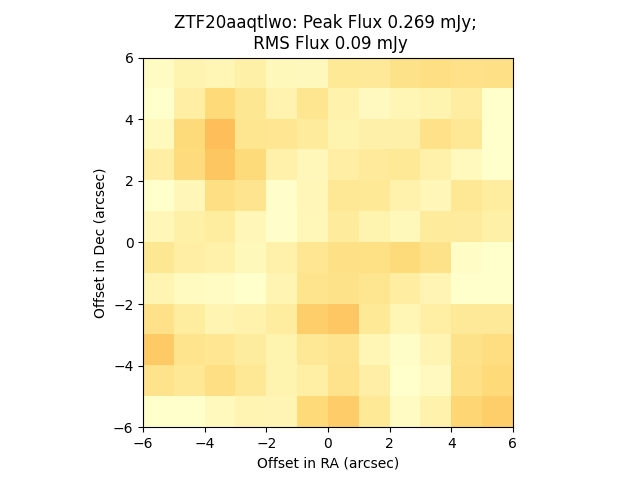 ZTF20aaqtlwo: Peak Flux 0.269 mJy;
RMS Flux 0.09 mJy
6
4
2
0
−2
−4
−6
Offset in Dec (arcsec)
−6 −4 −2 0 2 4 6
Offset in RA (arcsec)